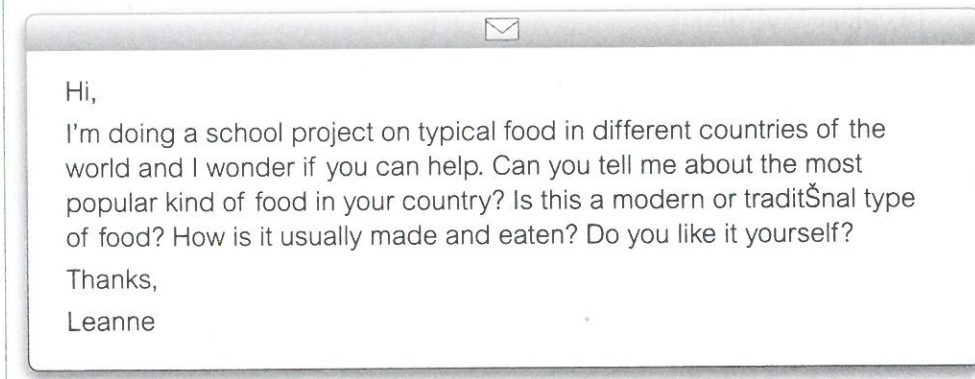 Hi,
I'm doing a school project on typical food in different countries of the
world and I wonder if you can help. Can you tell me about the most
popular kind of food in your country? Is this a modern or traditŠnal type
of food? How is it usually made and eaten? Do you like it yourself?
Thanks,
Leanne